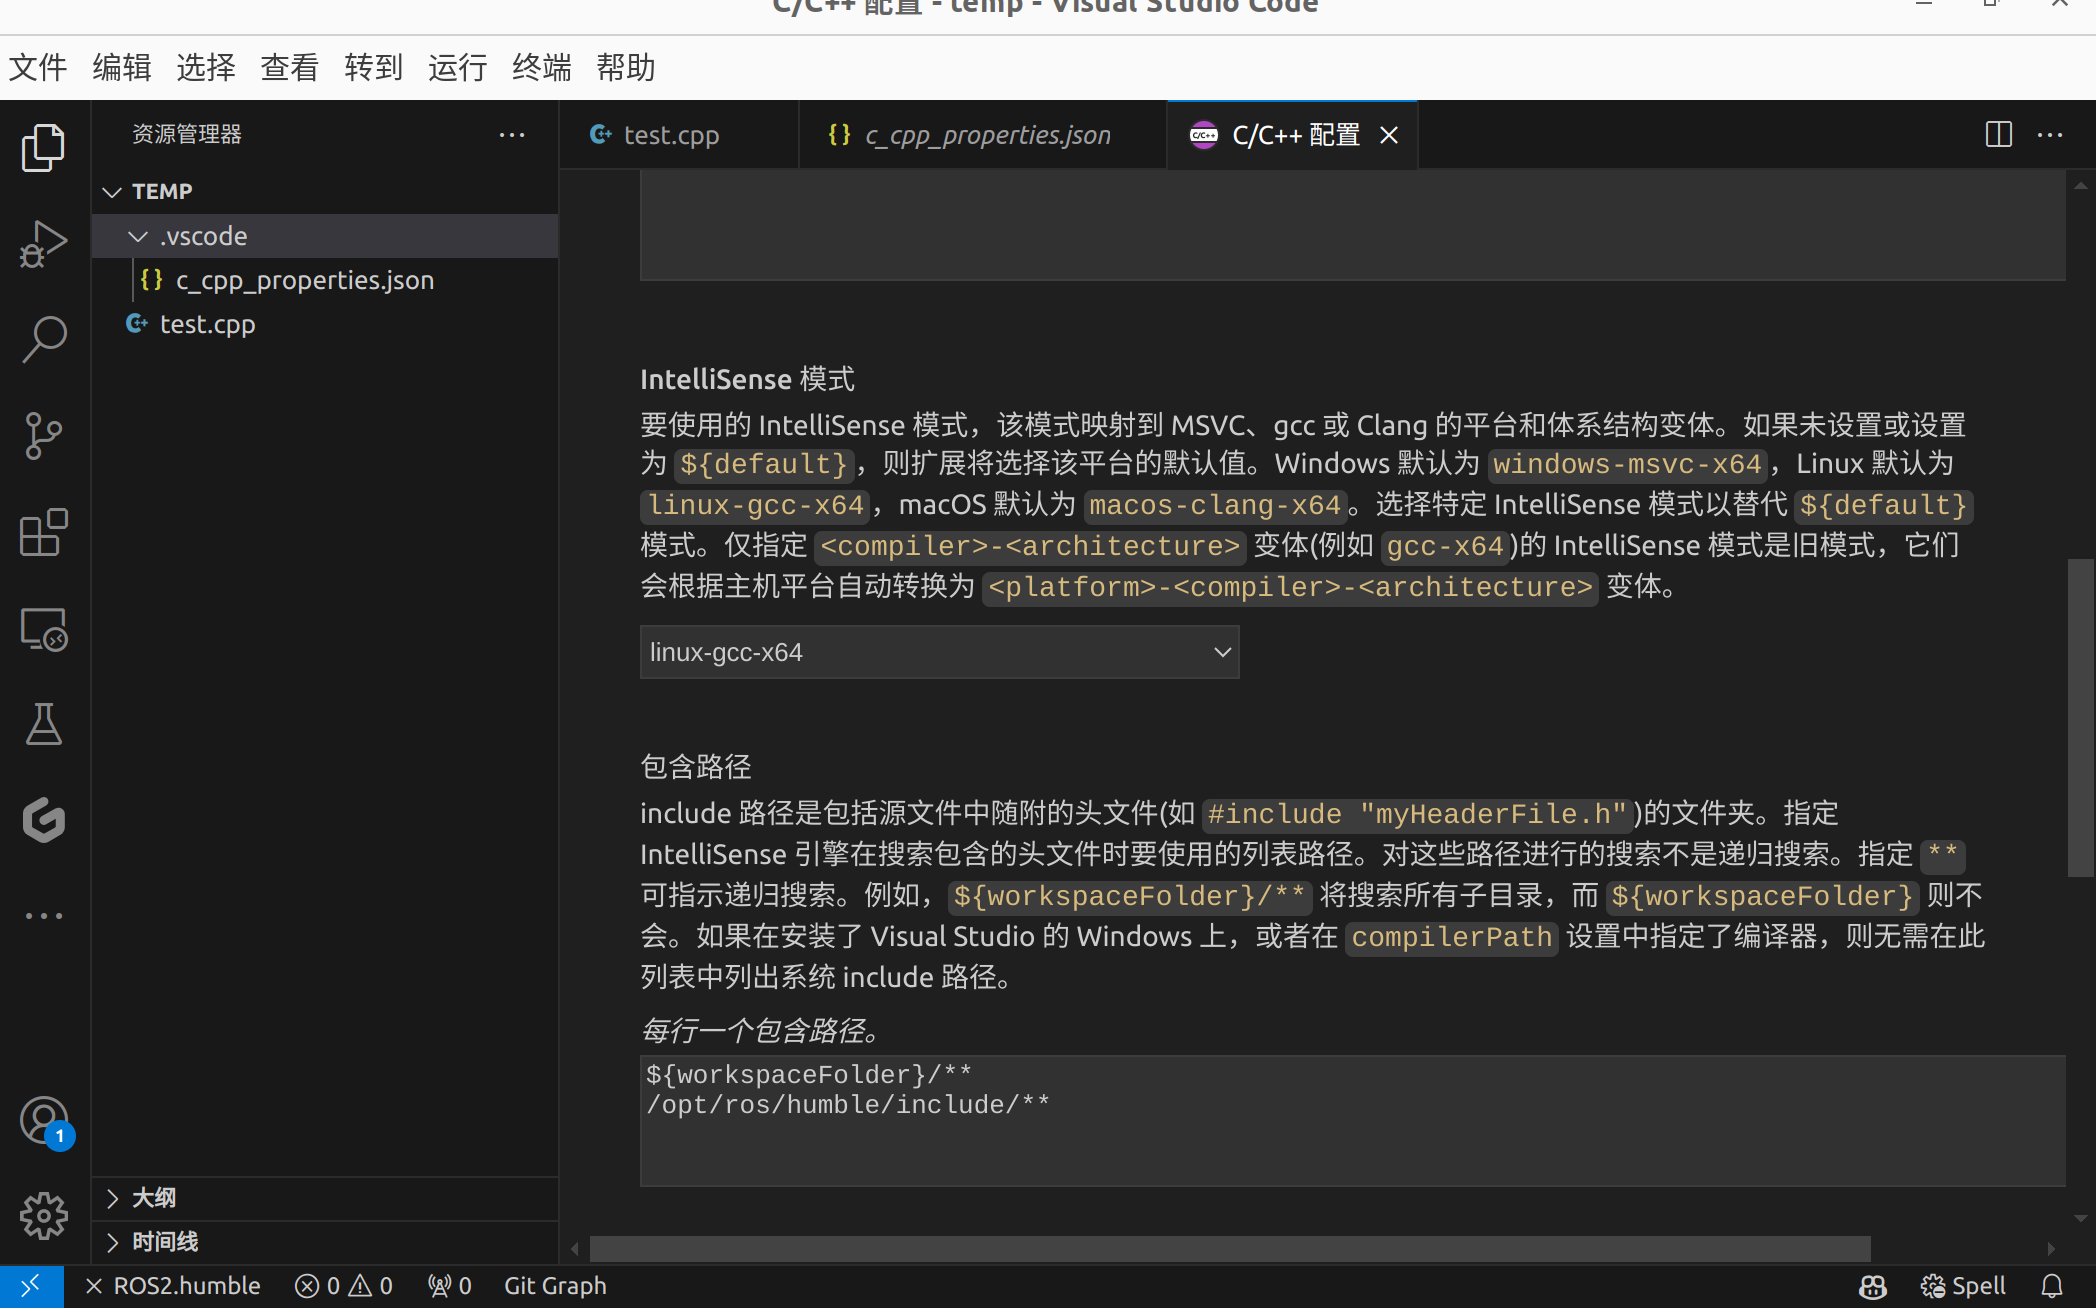 C/C++ 配置 - temp - Visual Studio Code
文件 编辑 选择 查看 转到 运行 终端 帮助
资源管理器
TEMP
.vscode
c_cpp_properties.json
test.cpp
大纲
时间线
1
test.cpp
c_cpp_properties.json
C/C++ C/C++ 配置
IntelliSense 模式
要使用的 IntelliSense 模式，该模式映射到 MSVC、gcc 或 Clang 的平台和体系结构变体。如果未设置或设置
为 ${default}，则扩展将选择该平台的默认值。Windows 默认为 windows-msvc-x64，Linux 默认为
linux-gcc-x64，macOS 默认为 macos-clang-x64。选择特定 IntelliSense 模式以替代 ${default}
模式。仅指定 <compiler>-<architecture> 变体(例如 gcc-x64)的 IntelliSense 模式是旧模式，它们
会根据主机平台自动转换为 <platform>-<compiler>-<architecture> 变体。
linux-gcc-x64
包含路径
include 路径是包括源文件中随附的头文件(如 #include "myHeaderFile.h")的文件夹。指定
IntelliSense 引擎在搜索包含的头文件时要使用的列表路径。对这些路径进行的搜索不是递归搜索。指定 **
可指示递归搜索。例如，${workspaceFolder}/** 将搜索所有子目录，而 ${workspaceFolder} 则不
会。如果在安装了 Visual Studio 的 Windows 上，或者在 compilerPath 设置中指定了编译器，则无需在此
列表中列出系统 include 路径。
每行一个包含路径。
${workspaceFolder}/**
/opt/ros/humble/include/**
ROS2.humble 0 0 0 Git Graph Spell